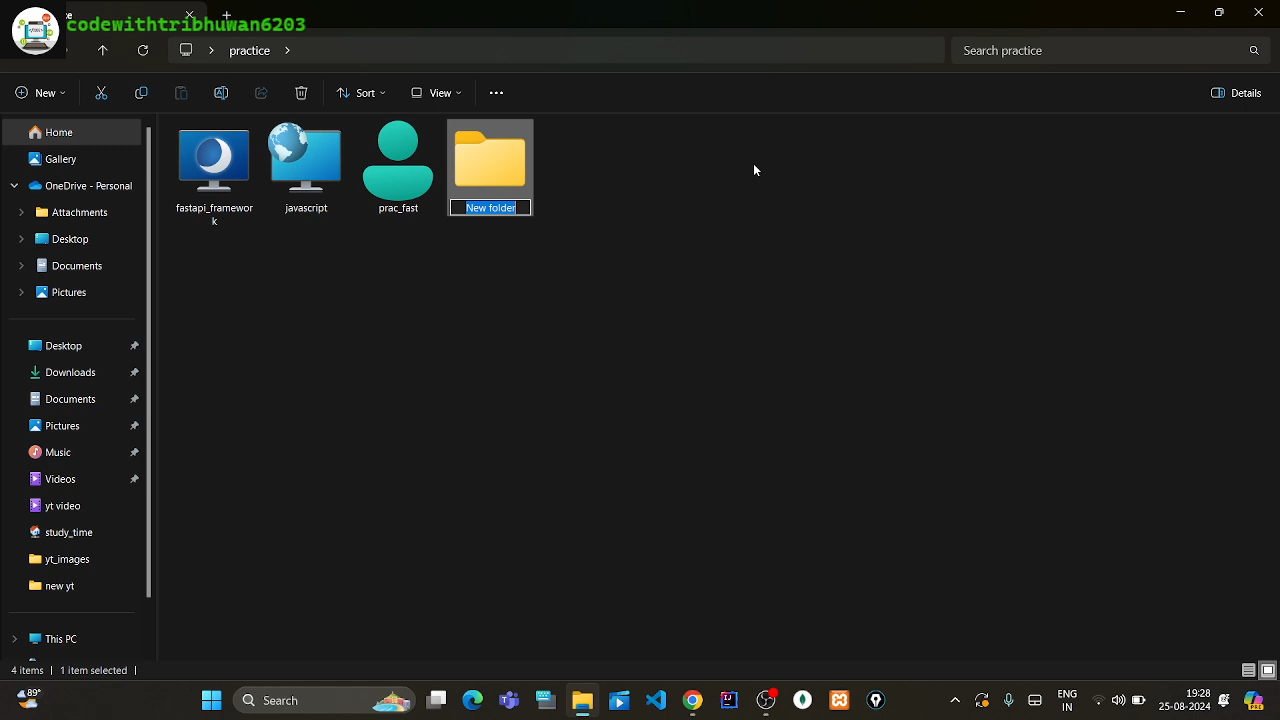 codewithtribhuwan6203
practice
Search practice
New
Sort
View
Details
Home
Gallery
OneDrive - Personal
Attachments
Desktop
Documents
Pictures
Desktop
Downloads
Documents
Pictures
Music
Videos
yt video
study_time
yt_images
new yt
This PC
fastapi_framewor
k
javascript
prac_fast
New folder
4 items
1 item selected
89°
Search
ENG
IN
19:28
25-08-2024